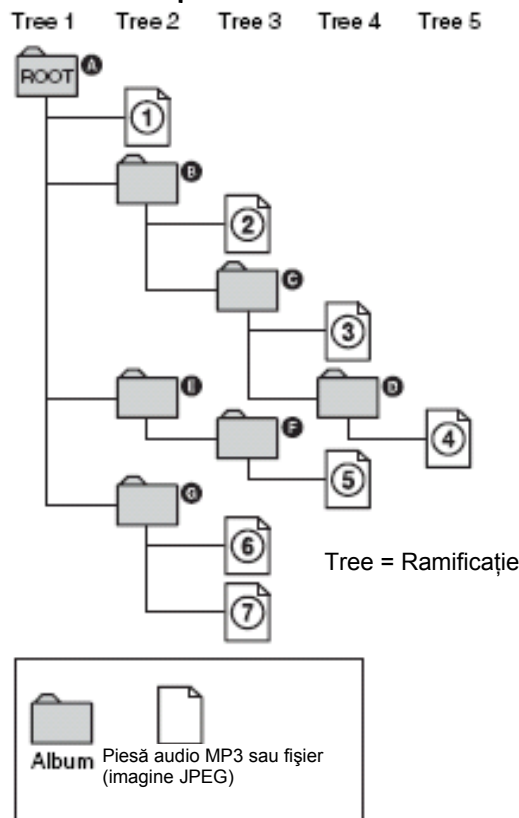 Tree 1 Tree 2 Tree 3 Tree 4 Tree 5
ROOT A
1
B
2
C
3
E
D
F
4
5
G
6
Tree = Ramificaţie
7
Album
Piesă audio MP3 sau fişier
(imagine JPEG)